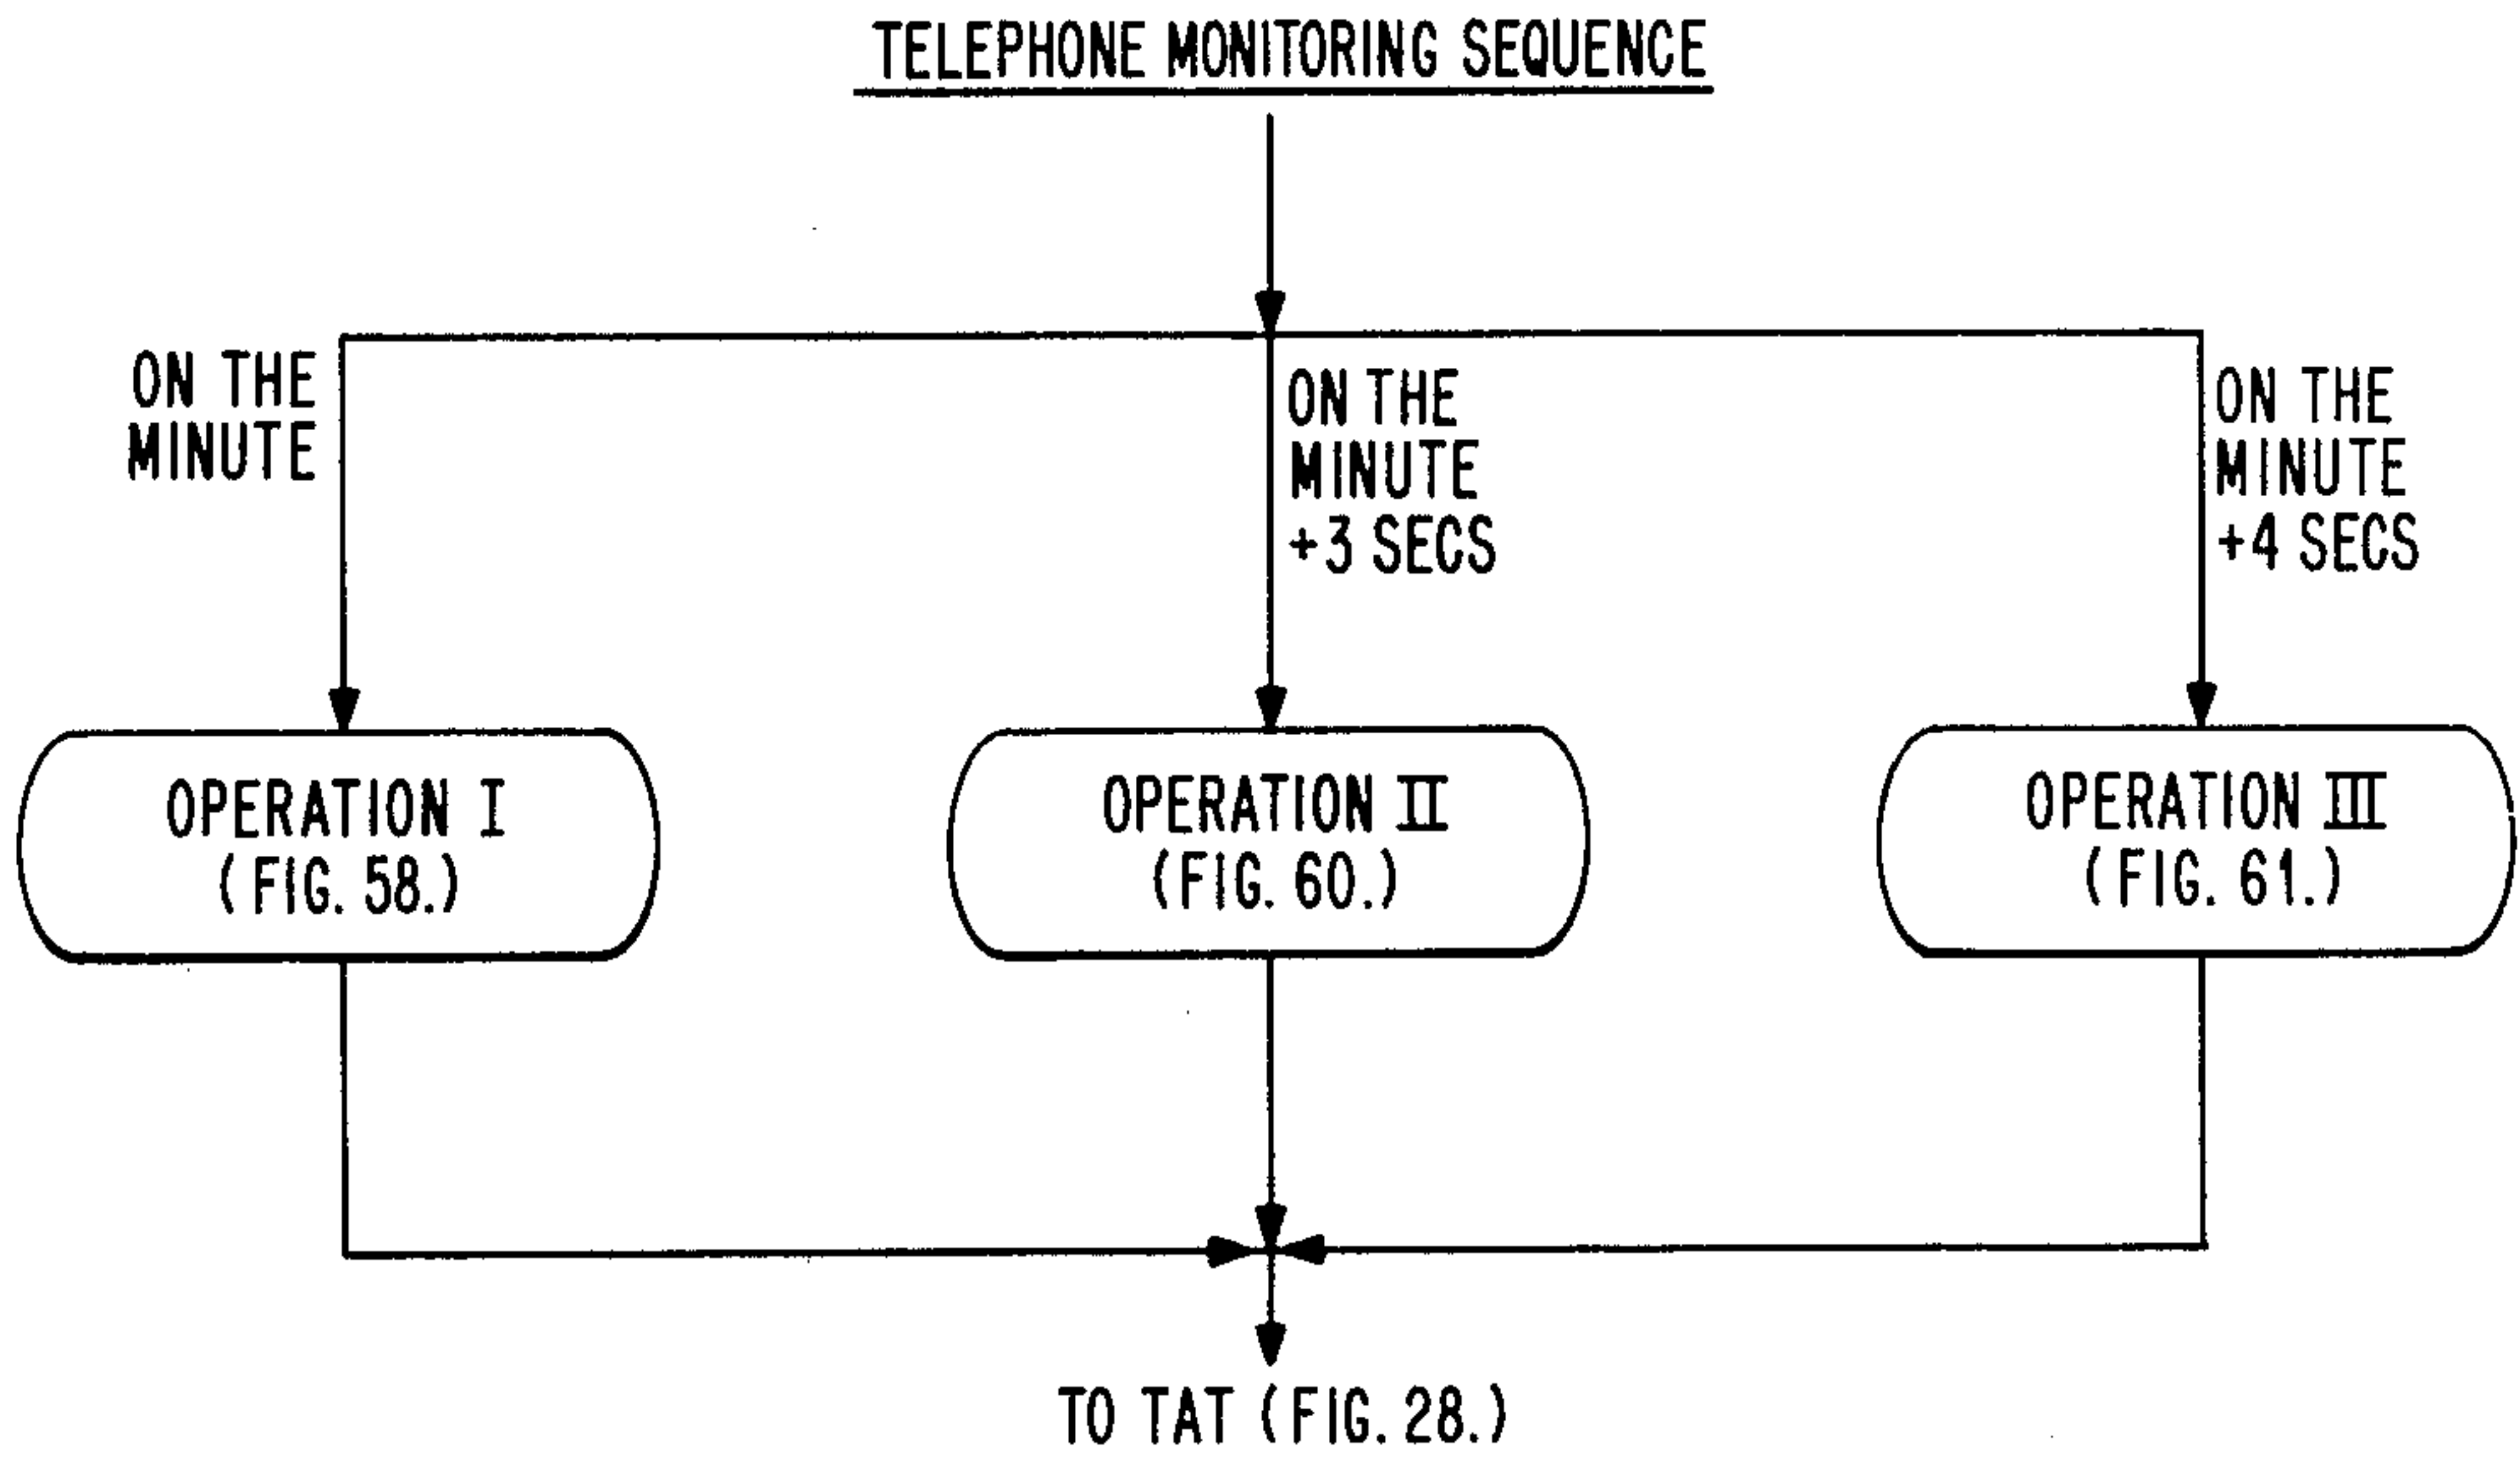 TELEPHONE MONITORING SEQUENCE
ON THE
MINUTE
ON THE
MINUTE
+3 SECS
ON THE
MINUTE
+4 SECS
OPERATION I
(FIG. 58.)
OPERATION II
(FIG. 60.)
OPERATION III
(FIG. 61.)
TO TAT (FIG. 28.)